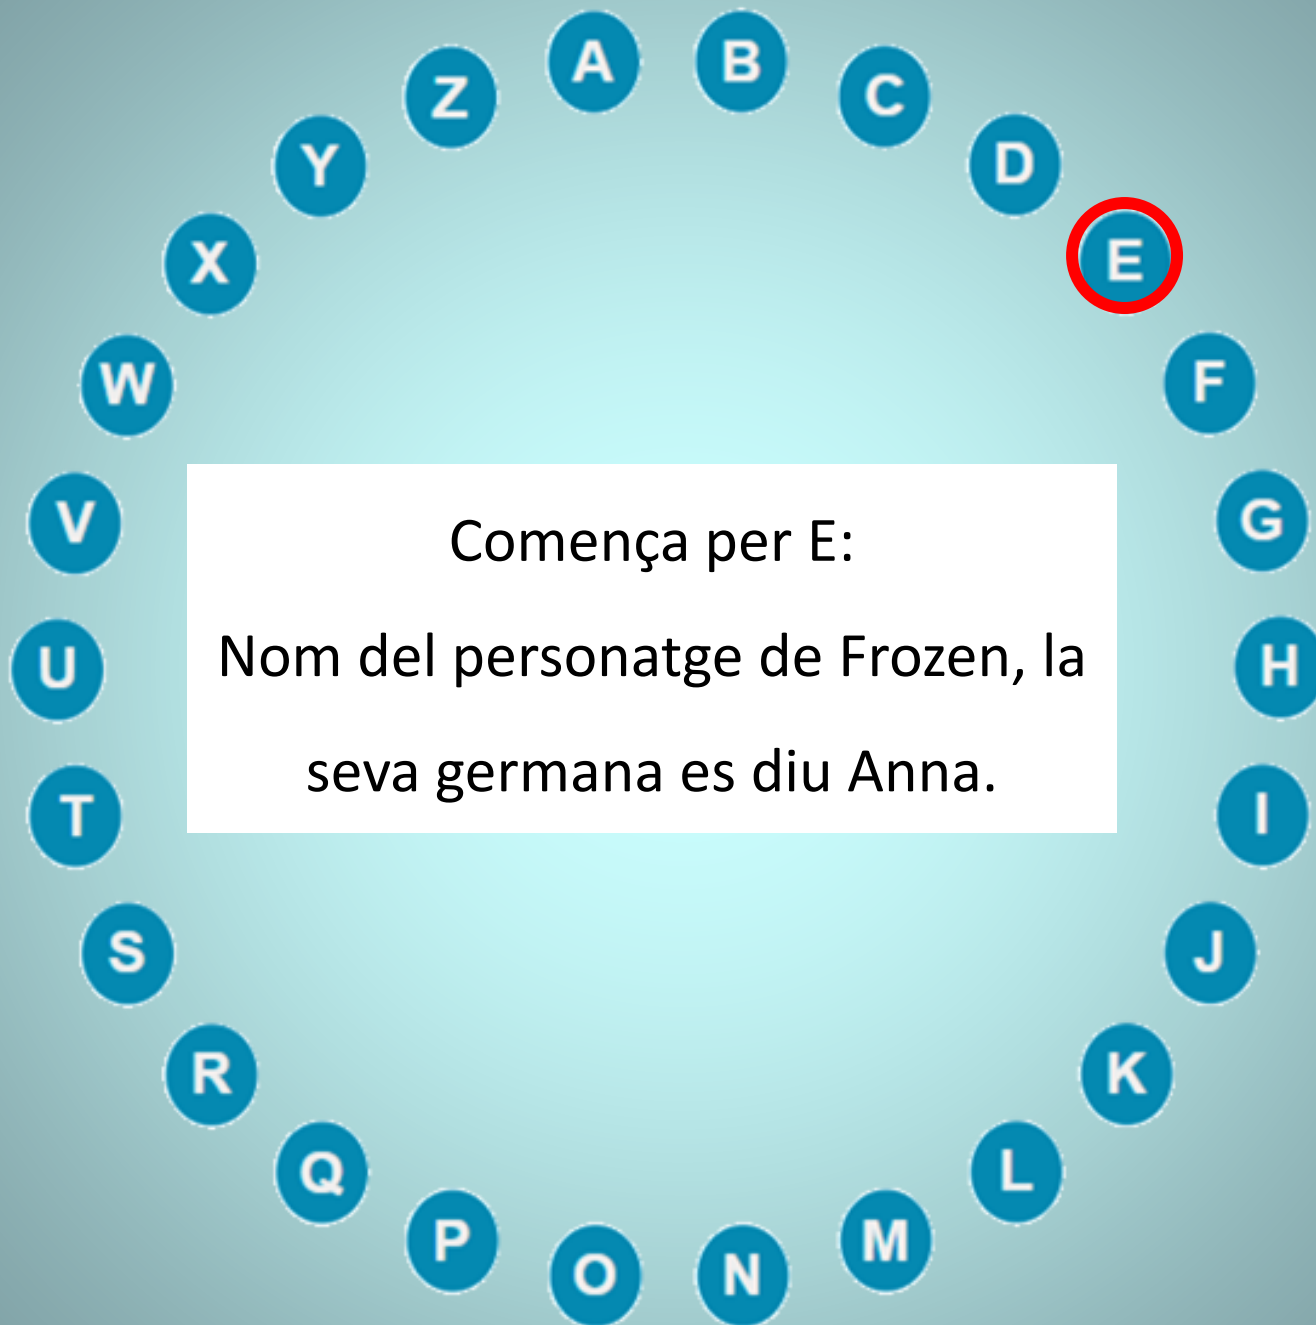 A
B
C
D
E
F
G
H
I
J
K
L
M
N
O
P
Q
R
S
T
U
V
W
X
Y
Z
Comença per E:
Nom del personatge de Frozen, la
seva germana es diu Anna.